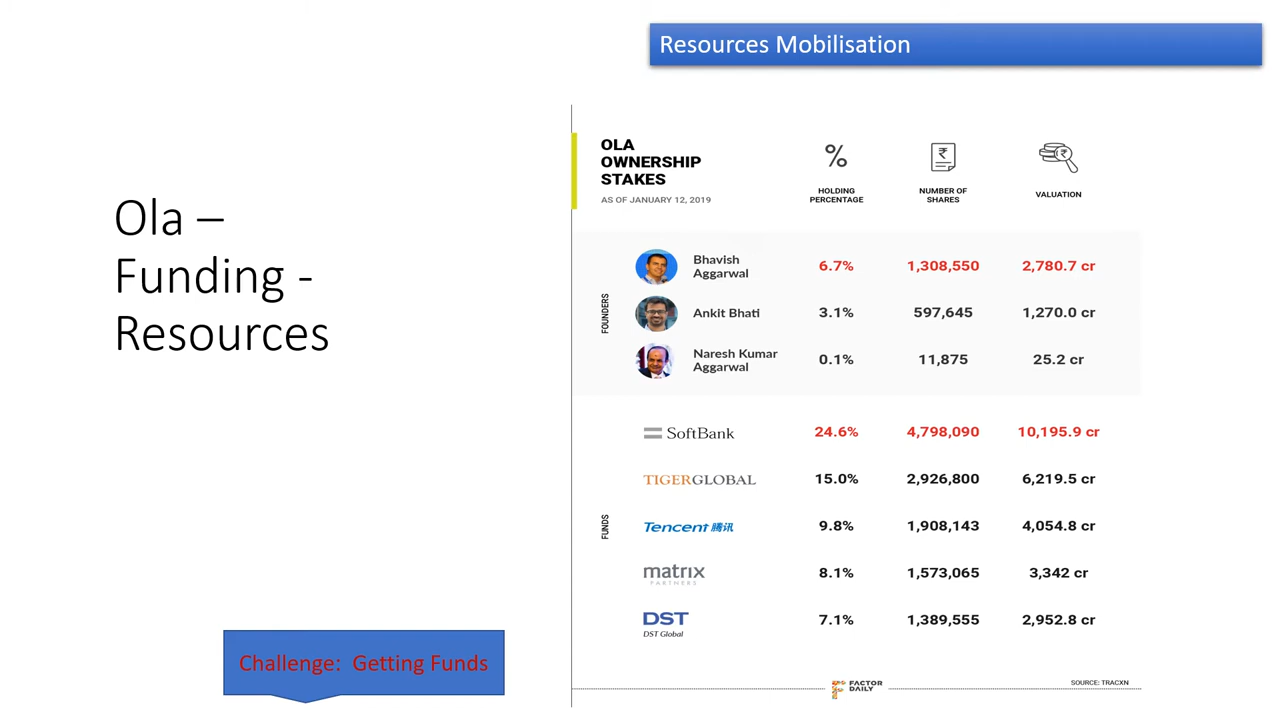 Resources Mobilisation
Ola –
Funding -
Resources
Challenge: Getting Funds
OLA
OWNERSHIP
STAKES
AS OF JANUARY 12, 2019
%
HOLDING
PERCENTAGE
₹
NUMBER OF
SHARES
₹
VALUATION
FOUNDERS
Bhavish
Aggarwal
6.7% 1,308,550 2,780.7 cr
Ankit Bhati 3.1% 597,645 1,270.0 cr
Naresh Kumar
Aggarwal
0.1% 11,875 25.2 cr
FUNDS
SoftBank 24.6% 4,798,090 10,195.9 cr
TIGERGLOBAL 15.0% 2,926,800 6,219.5 cr
Tencent 腾讯 9.8% 1,908,143 4,054.8 cr
matrix
PARTNERS
8.1% 1,573,065 3,342 cr
DST
DST Global
7.1% 1,389,555 2,952.8 cr
FACTOR
DAILY
SOURCE: TRACXN